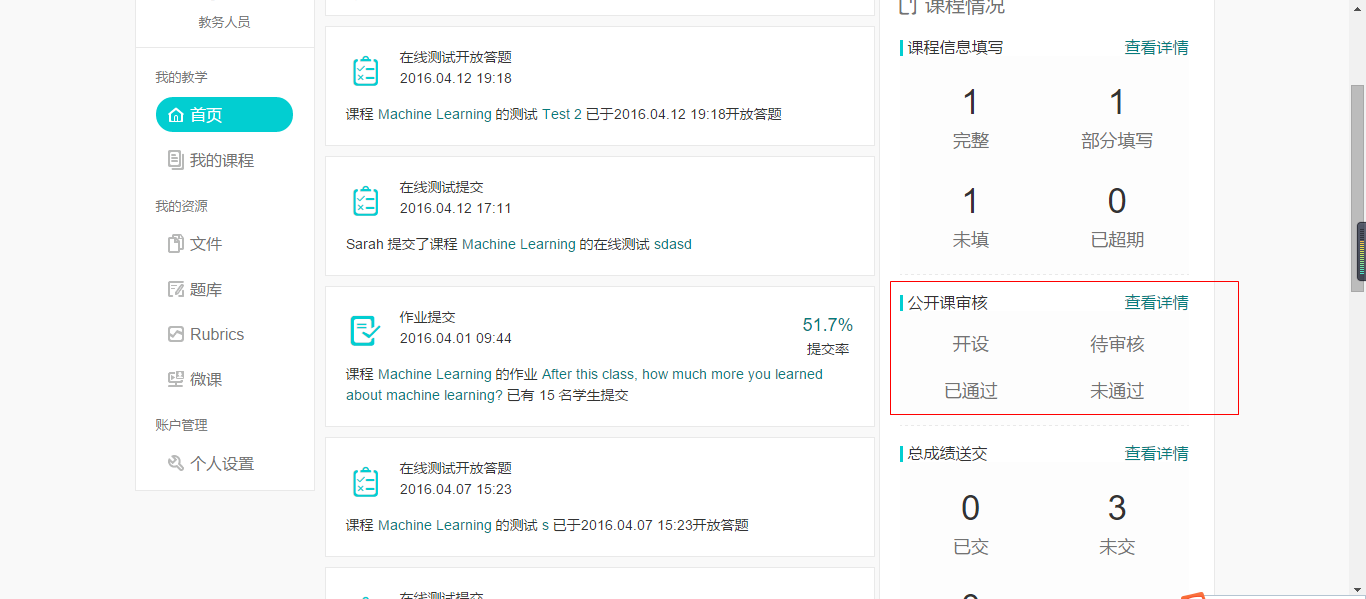 教务人员
我的教学
首页
我的课程
我的资源
文件
题库
Rubrics
微课
账户管理
个人设置
在线测试开放答题
2016.04.12 19:18
课程 Machine Learning 的测试 Test 2 已于2016.04.12 19:18开放答题
在线测试提交
2016.04.12 17:11
Sarah 提交了课程 Machine Learning 的在线测试 sdasd
作业提交
2016.04.01 09:44
51.7%
提交率
课程 Machine Learning 的作业 After this class, how much more you learned
about machine learning? 已有 15 名学生提交
在线测试开放答题
2016.04.07 15:23
课程 Machine Learning 的测试 s 已于2016.04.07 15:23开放答题
在线测试提交
课程情况
课程信息填写 查看详情
1 1
完整 部分填写
1 0
未填 已超期
公开课审核 查看详情
开设 待审核
已通过 未通过
总成绩送交 查看详情
0 3
已交 未交